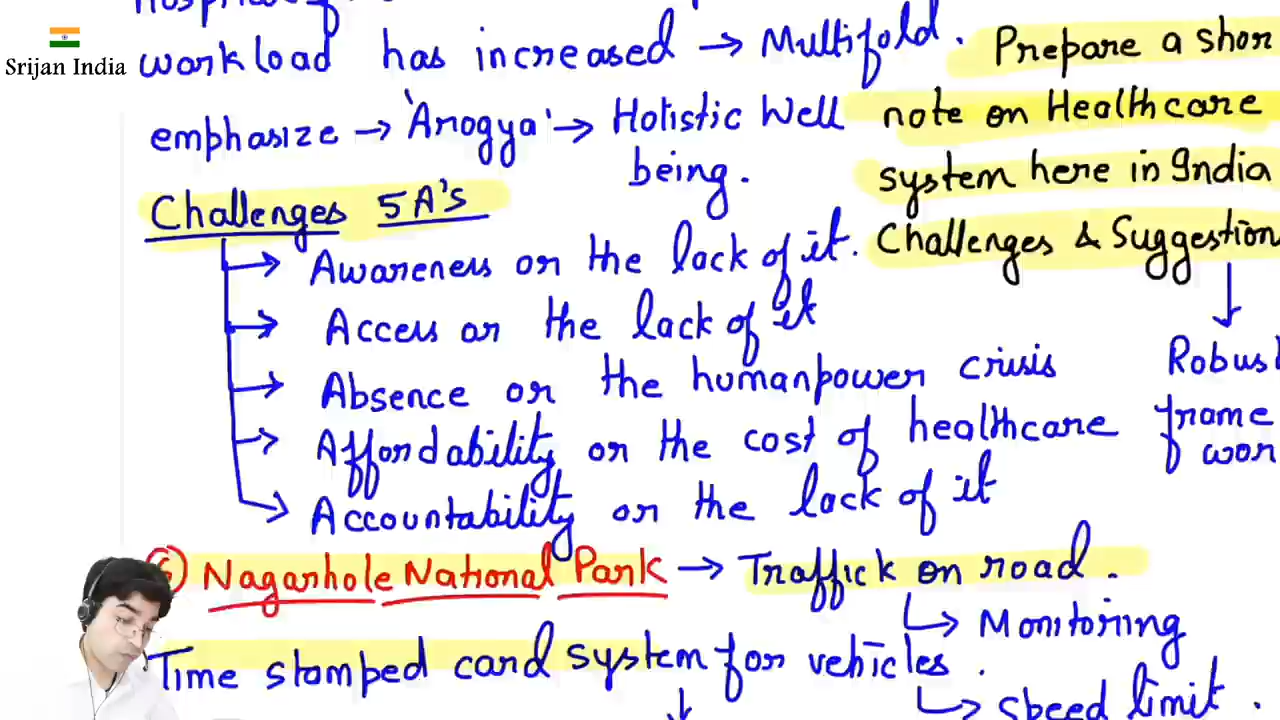 workload has increased → Multifold.
Prepare a shor
Srijan India
emphasize → 'Arogya' → Holistic Well being.
note on Healthcare
system here in India
Challenges & Suggestion
Robust
frame
wor
Challenges 5A's
→ Awareness or the lack of it.
→ Access or the lack of it
→ Absence or the humanpower crisis
→ Affordability or the cost of healthcare
→ Accountability or the lack of it
Nagarhole National Park → Traffick on road.
→ Monitoring
Time stamped card system for vehicles.
→ speed limit.